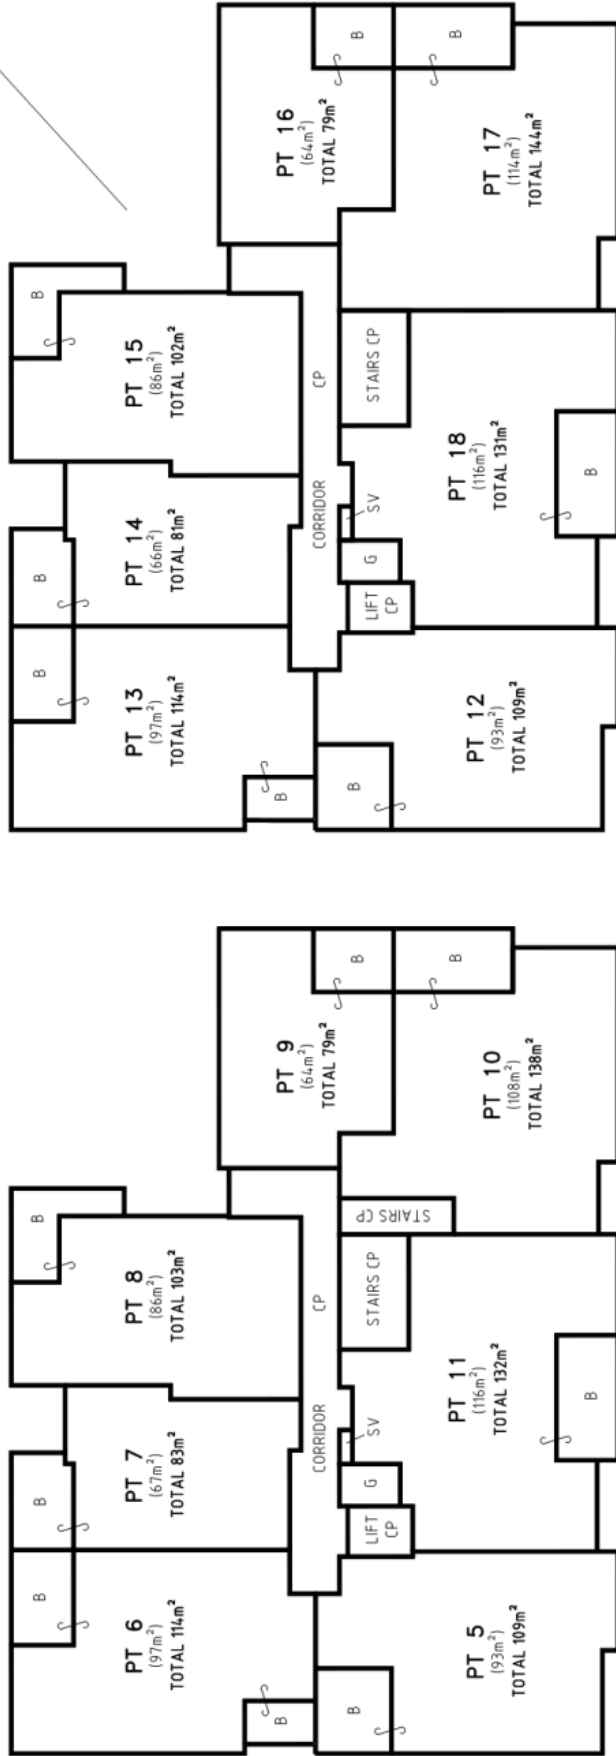 B
B
PT 16
(64m²)
TOTAL 79m²
PT 17
(114m²)
TOTAL 144m²
B
PT 15
(86m²)
TOTAL 102m²
CP
STAIRS CP
PT 18
(116m²)
TOTAL 131m²
B
B
PT 14
(66m²)
TOTAL 81m²
CORRIDOR
SV
G
LIFT
CP
B
PT 13
(97m²)
TOTAL 114m²
B
B
PT 12
(93m²)
TOTAL 109m²
B
B
PT 9
(64m²)
TOTAL 79m²
PT 10
(108m²)
TOTAL 138m²
STAIRS CP
B
PT 8
(86m²)
TOTAL 103m²
CP
STAIRS CP
PT 11
(116m²)
TOTAL 132m²
B
B
PT 7
(67m²)
TOTAL 83m²
CORRIDOR
SV
G
LIFT
CP
B
PT 6
(97m²)
TOTAL 114m²
B
B
PT 5
(93m²)
TOTAL 109m²